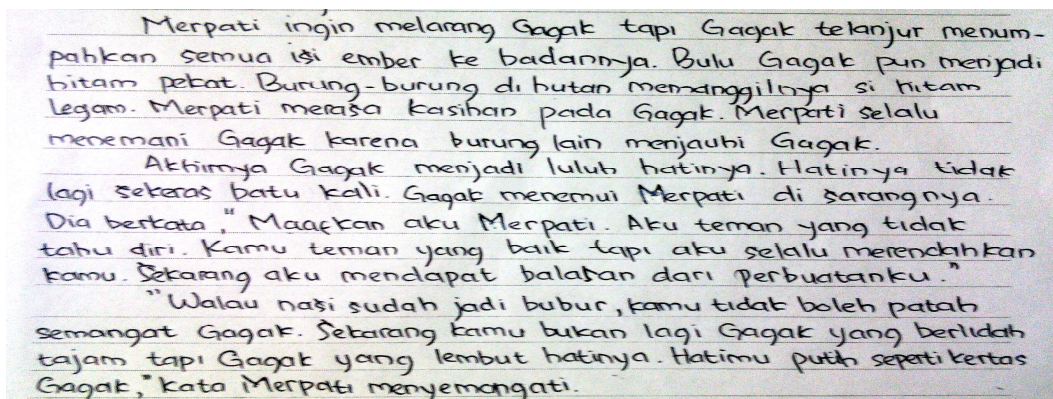 Merpati ingin melarang Gagak tapi Gagak telanjur menum-
pahkan semua isi ember ke badannya. Bulu Gagak pun menjadi
hitam pekat. Burung-burung di hutan memanggilnya si hitam
legam. Merpati merasa kasihan pada Gagak. Merpati selalu
menemani Gagak karena burung lain menjauhi Gagak.
Akhirnya Gagak menjadi luluh hatinya. Hatinya tidak
lagi sekeras batu kali. Gagak menemui Merpati di sarangnya.
Dia berkata, "Maafkan aku Merpati. Aku teman yang tidak
tahu diri. Kamu teman yang baik tapi aku selalu merendahkan
kamu. Sekarang aku mendapat balasan dari perbuatanku."
"Walau nasi sudah jadi bubur, kamu tidak boleh patah
semangat Gagak. Sekarang kamu bukan lagi Gagak yang berlidah
tajam tapi Gagak yang lembut hatinya. Hatimu putih seperti kertas
Gagak," kata Merpati menyemangati.